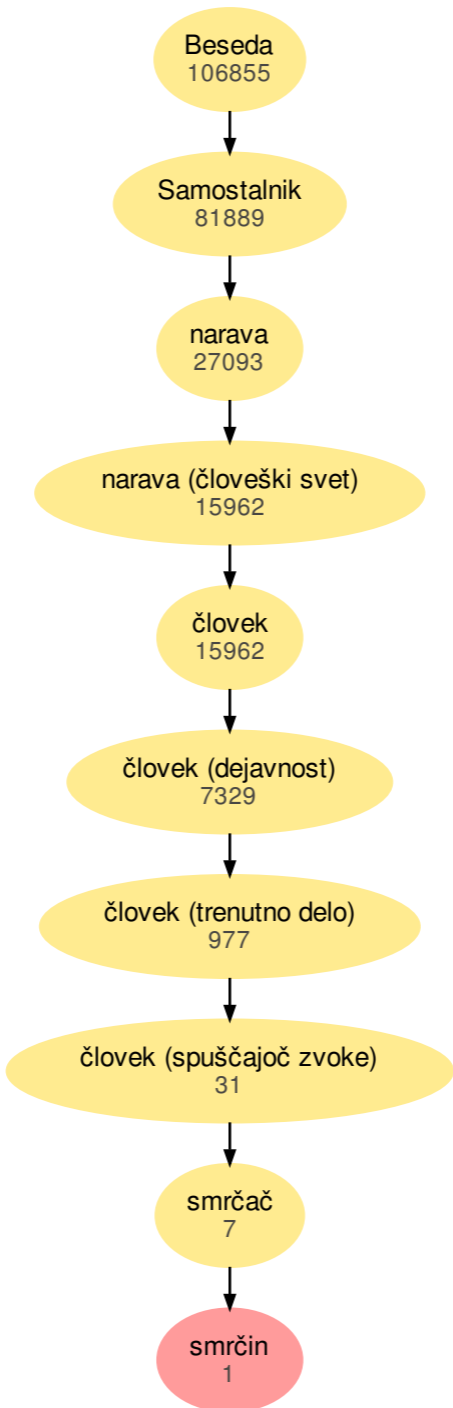 Beseda
106855
Samostalnik
81889
narava
27093
narava (človeški svet)
15962
človek
15962
človek (dejavnost)
7329
človek (trenutno delo)
977
človek (spuščajoč zvoke)
31
smrčač
7
smrčin
1